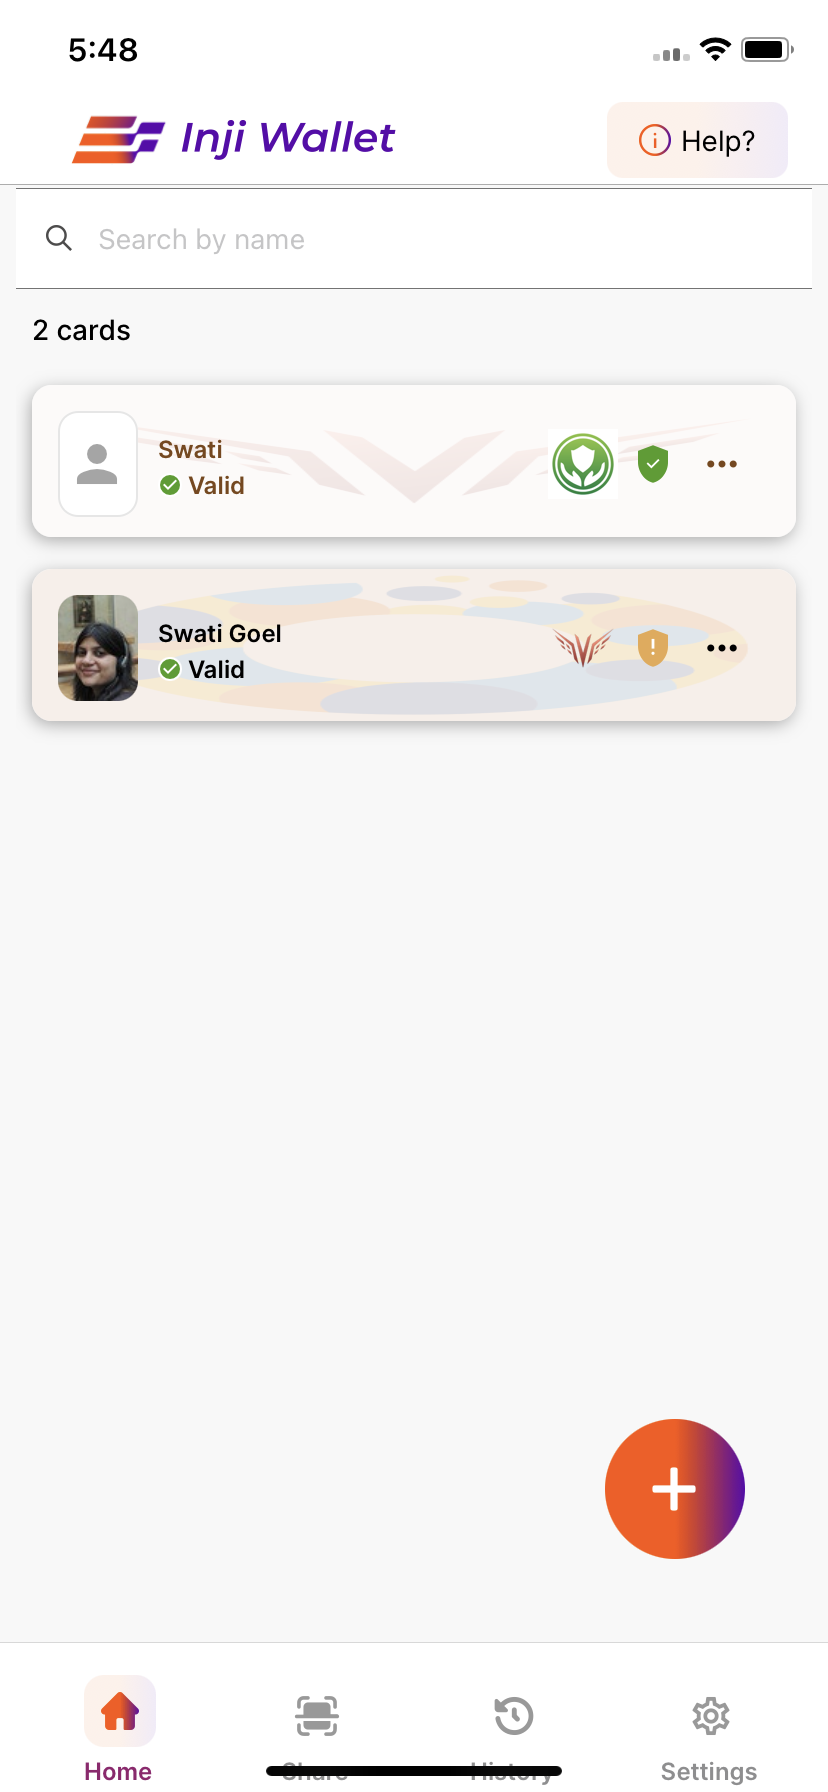 5:48
Inji Wallet
Help?
Search by name
2 cards
Swati
Valid
Swati Goel
Valid
Home
Share
History
Settings